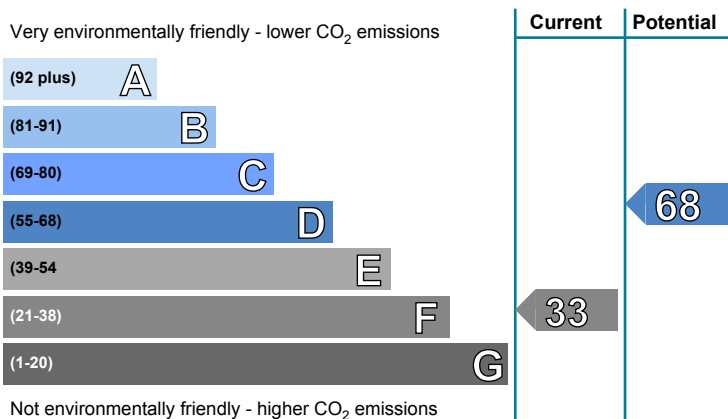 Current Potential
Very environmentally friendly - lower CO2 emissions
(92 plus) A
(81-91) B
(69-80) C
(55-68) D
68
(39-54 E
(21-38) F
33
(1-20) G
Not environmentally friendly - higher CO2 emissions